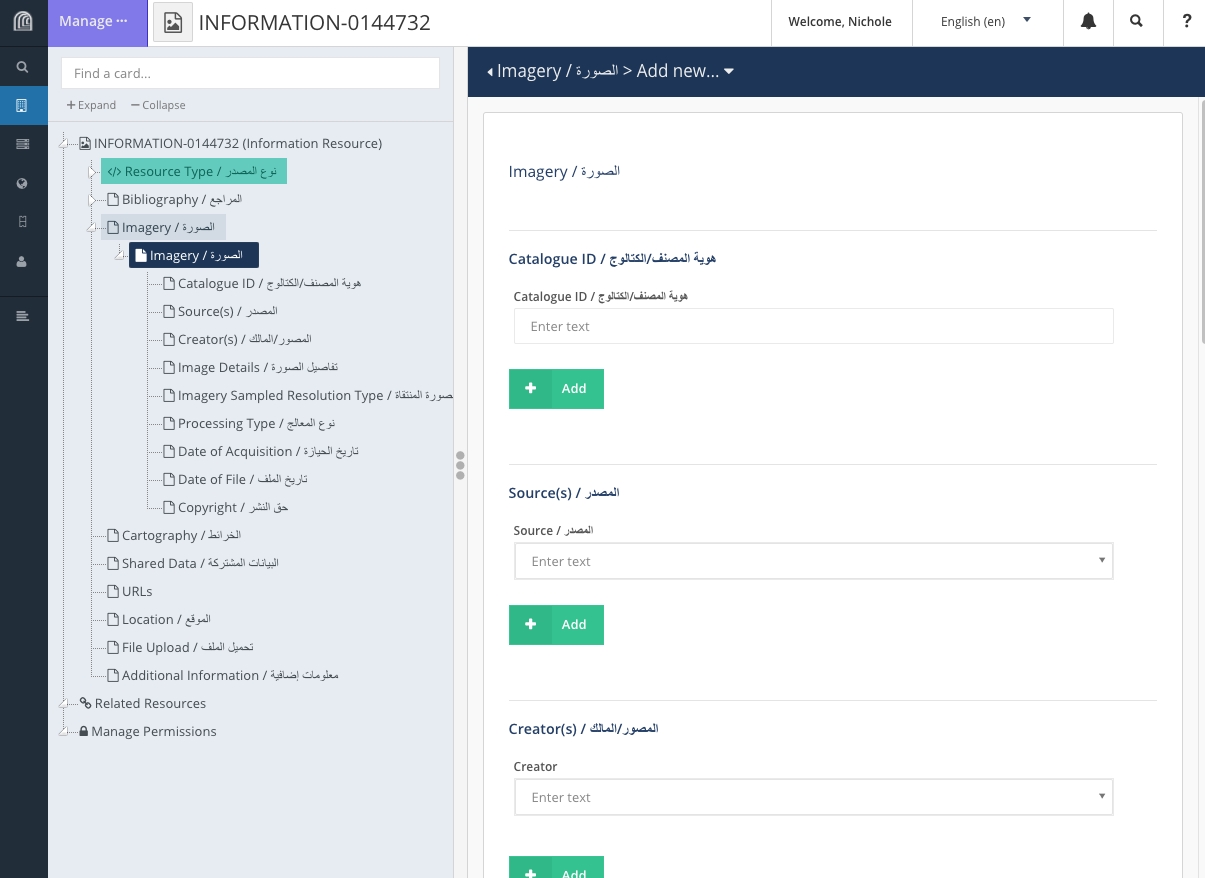 Manage
INFORMATION-0144732
Welcome, Nichole
English (en)
?
Find a card...
+ Expand
− Collapse
INFORMATION-0144732 (Information Resource)
</> Resource Type / نوع المصدر
Bibliography / المراجع
Imagery / الصورة
Imagery / الصورة
Catalogue ID / هوية المصنف/الكتالوج
Source(s) / المصدر
Creator(s) / المصور/المالك
Image Details / تفاصيل الصورة
Imagery Sampled Resolution Type / صورة المنتقاة
Processing Type / نوع المعالج
Date of Acquisition / تاريخ الحيازة
Date of File / تاريخ الملف
Copyright / حق النشر
Cartography / الخرائط
Shared Data / البيانات المشتركة
URLs
Location / الموقع
File Upload / تحميل الملف
Additional Information / معلومات إضافية
Related Resources
Manage Permissions
Imagery / الصورة > Add new...
Imagery / الصورة
Catalogue ID / هوية المصنف/الكتالوج
Catalogue ID / هوية المصنف/الكتالوج
Enter text
+ Add
Source(s) / المصدر
Source / المصدر
Enter text
+ Add
Creator(s) / المصور/المالك
Creator
Enter text
+ Add